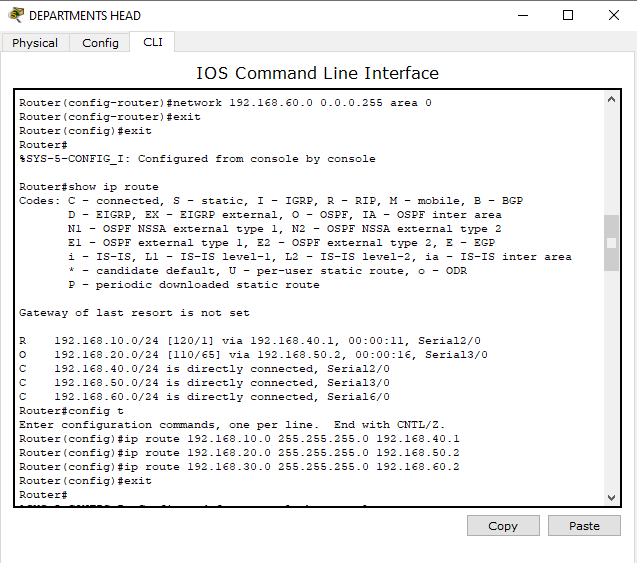 DEPARTMENTS HEAD
Physical Config CLI
IOS Command Line Interface
Router(config-router)#network 192.168.60.0 0.0.0.255 area 0
Router(config-router)#exit
Router(config)#exit
Router#
%SYS-5-CONFIG_I: Configured from console by console
Router#show ip route
Codes: C - connected, S - static, I - IGRP, R - RIP, M - mobile, B - BGP
D - EIGRP, EX - EIGRP external, O - OSPF, IA - OSPF inter area
N1 - OSPF NSSA external type 1, N2 - OSPF NSSA external type 2
E1 - OSPF external type 1, E2 - OSPF external type 2, E - EGP
i - IS-IS, L1 - IS-IS level-1, L2 - IS-IS level-2, ia - IS-IS inter area
* - candidate default, U - per-user static route, o - ODR
P - periodic downloaded static route
Gateway of last resort is not set
R 192.168.10.0/24 [120/1] via 192.168.40.1, 00:00:11, Serial2/0
O 192.168.20.0/24 [110/65] via 192.168.50.2, 00:00:16, Serial3/0
C 192.168.40.0/24 is directly connected, Serial2/0
C 192.168.50.0/24 is directly connected, Serial3/0
C 192.168.60.0/24 is directly connected, Serial6/0
Router#config t
Enter configuration commands, one per line. End with CNTL/Z.
Router(config)#ip route 192.168.10.0 255.255.255.0 192.168.40.1
Router(config)#ip route 192.168.20.0 255.255.255.0 192.168.50.2
Router(config)#ip route 192.168.30.0 255.255.255.0 192.168.60.2
Router(config)#exit
Router#
Copy Paste